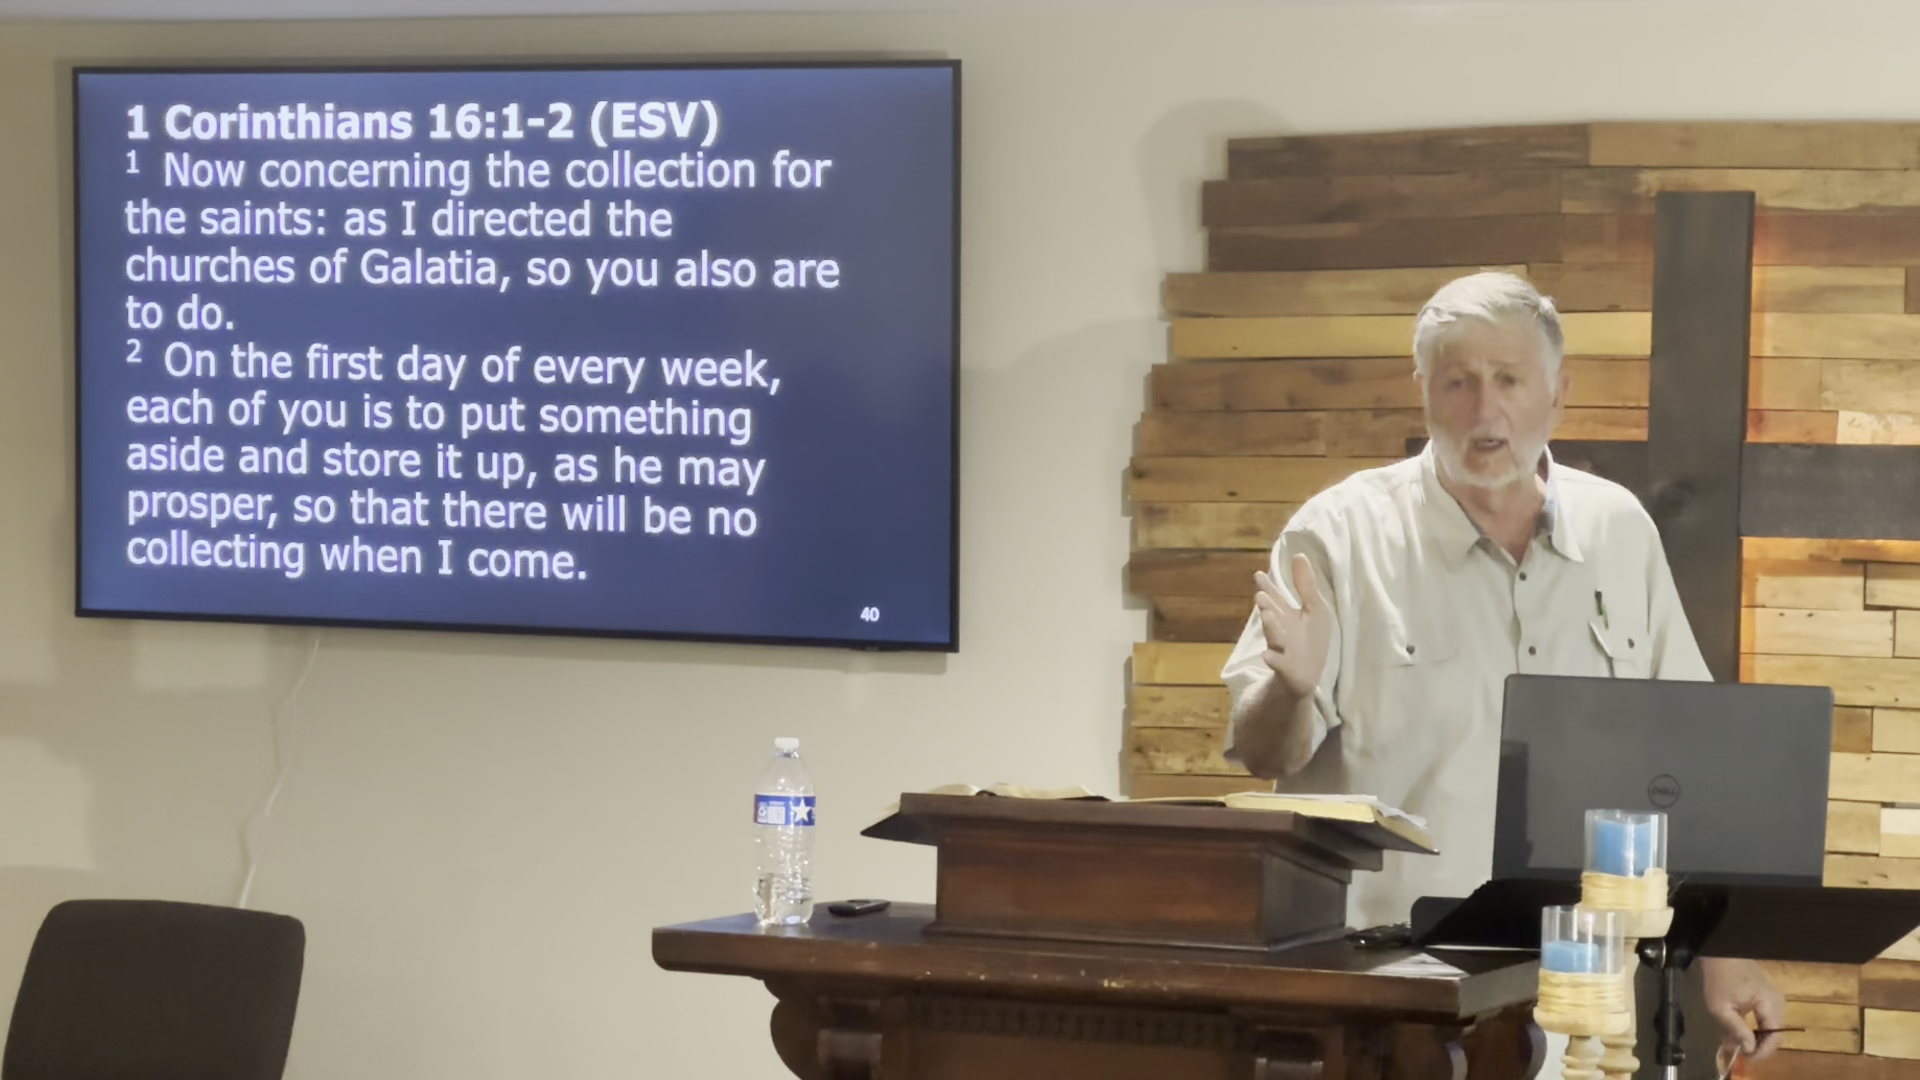 1 Corinthians 16:1-2 (ESV)
1 Now concerning the collection for
the saints: as I directed the
churches of Galatia, so you also are
to do.
2 On the first day of every week,
each of you is to put something
aside and store it up, as he may
prosper, so that there will be no
collecting when I come.
40
DELL